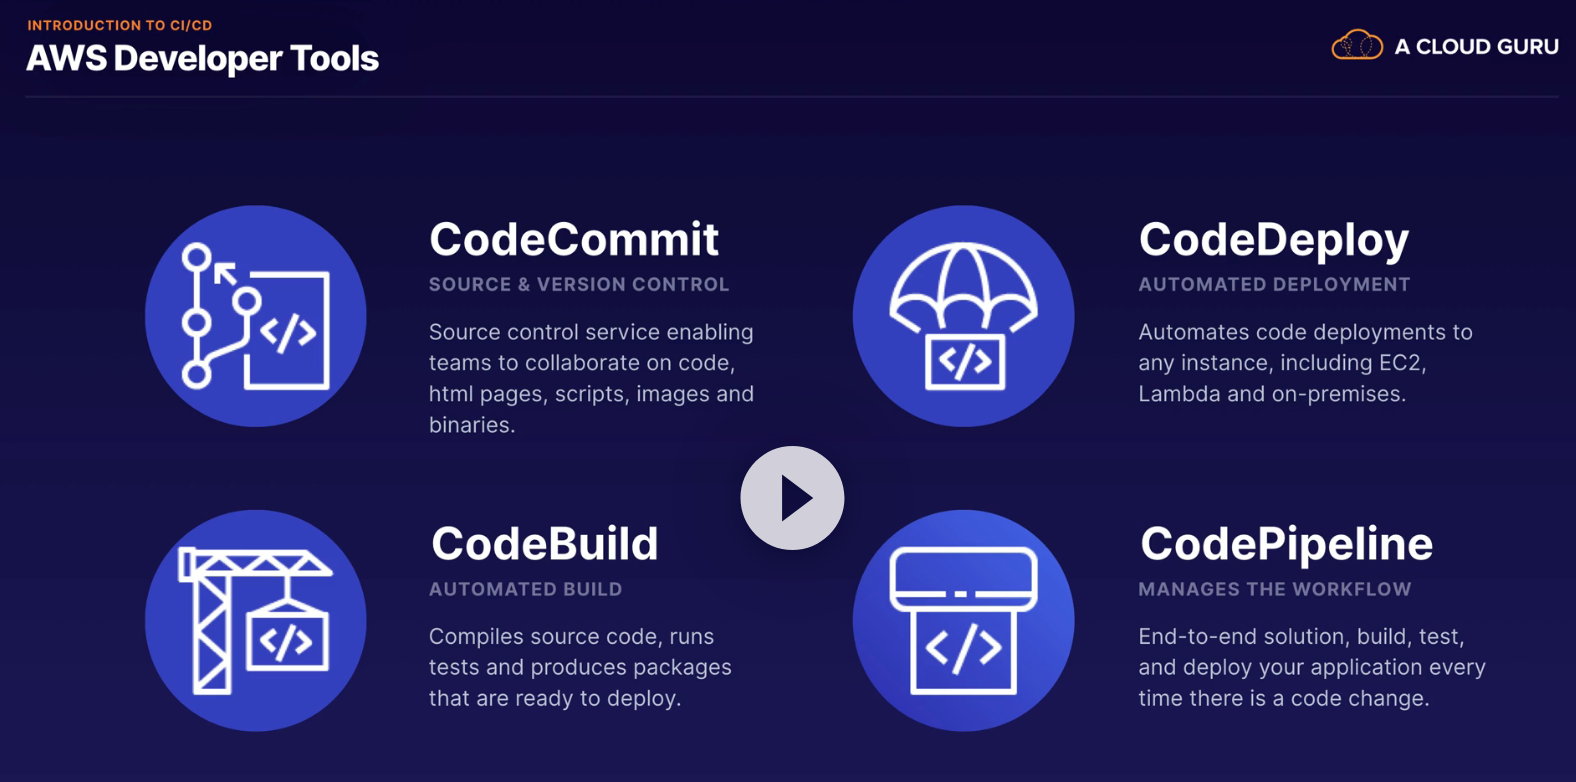 INTRODUCTION TO CI/CD
AWS Developer Tools
A CLOUD GURU
CodeCommit
SOURCE & VERSION CONTROL
Source control service enabling
teams to collaborate on code,
html pages, scripts, images and
binaries.
</>
CodeDeploy
AUTOMATED DEPLOYMENT
Automates code deployments to
any instance, including EC2,
Lambda and on-premises.
</>
CodeBuild
AUTOMATED BUILD
Compiles source code, runs
tests and produces packages
that are ready to deploy.
</>
CodePipeline
MANAGES THE WORKFLOW
End-to-end solution, build, test,
and deploy your application every
time there is a code change.
</>